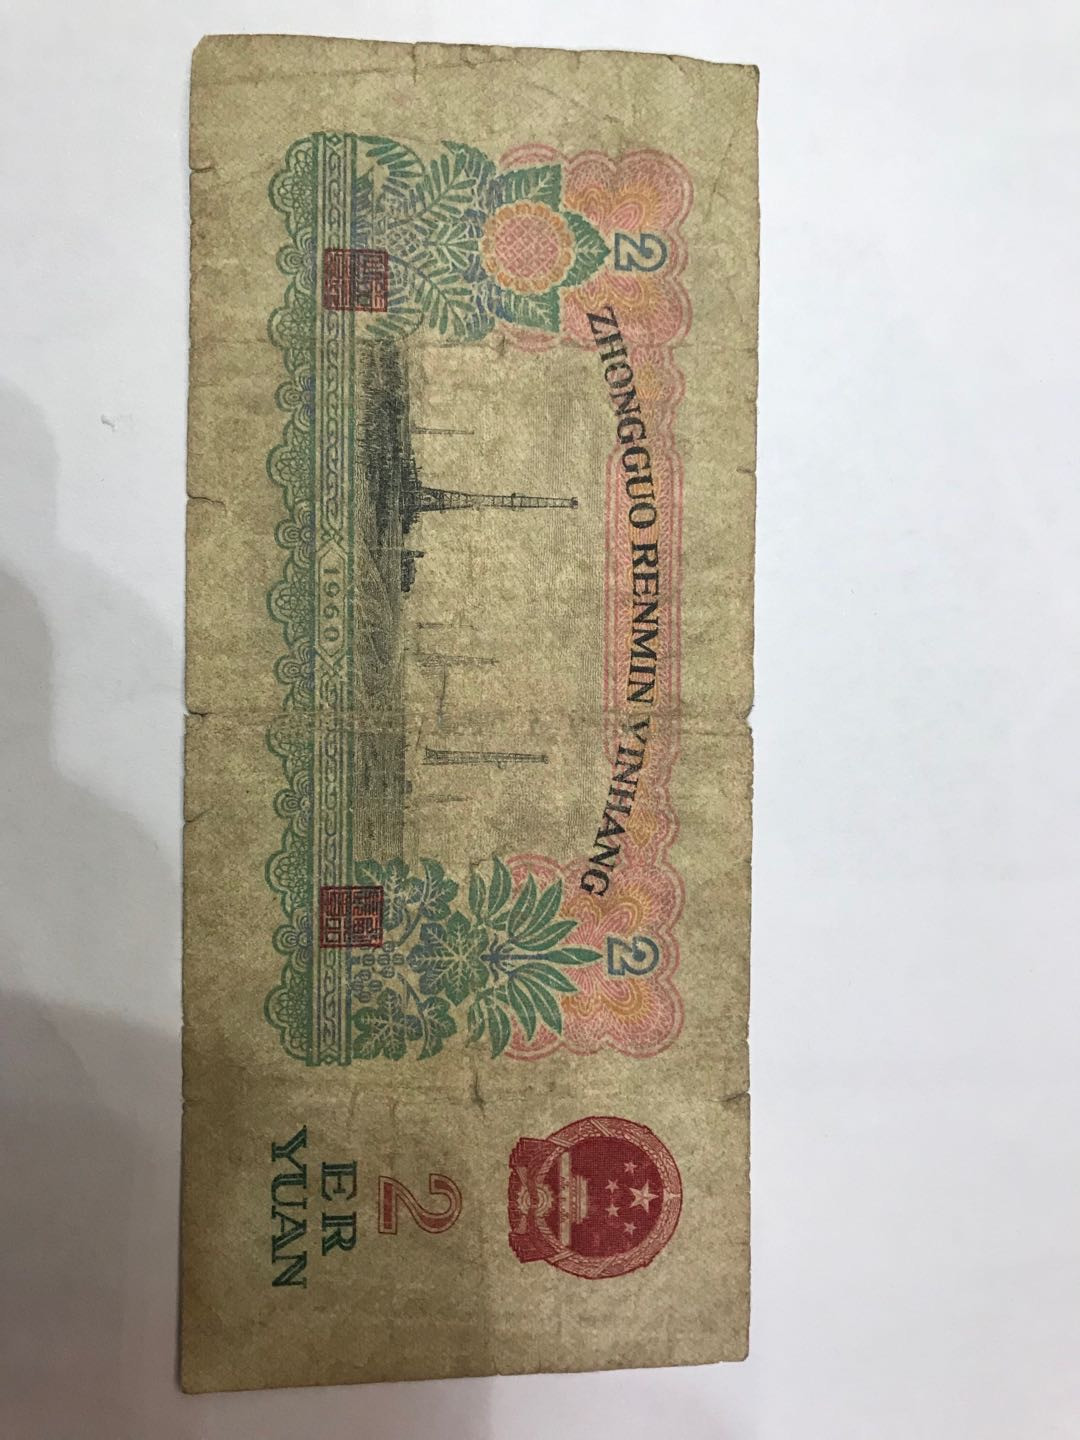 ZHONGGUO RENMIN YINHANG
2
2
1960
2
ER
YUAN